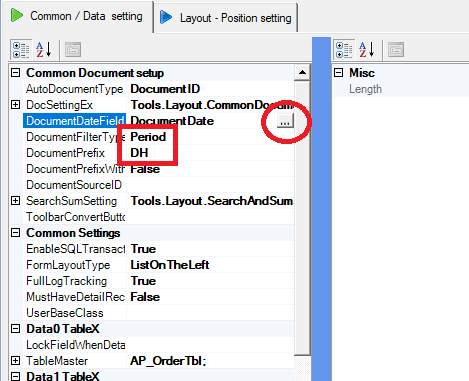 Common / Data setting
Layout - Position setting
Common Document setup
AutoDocumentType DocumentID
DocSettingEx Tools.Layout.CommonDocum
DocumentDateField DocumentDate ...
DocumentFilterType Period
DocumentPrefix DH
DocumentPrefixWith False
DocumentSourceID
SearchSumSetting Tools.Layout.SearchAndSum
ToolbarConvertButto
Common Settings
EnableSQLTransact True
FormLayoutType ListOnTheLeft
FullLogTracking True
MustHaveDetailRec False
UserBaseClass
Data0 TableX
LockFieldWhenDeta
TableMaster AP_OrderTbl;
Data1 TableX
Misc
Length